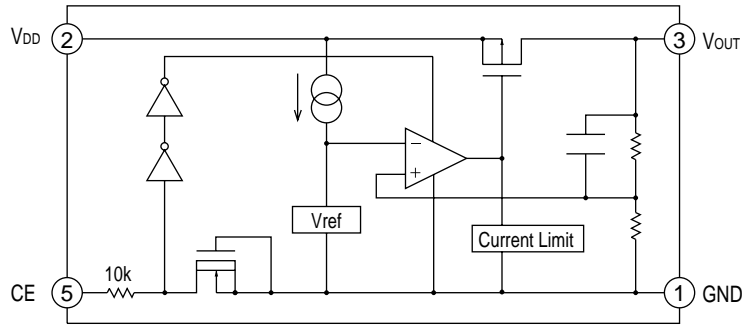 VDD 2 3 VOUT
−
+
Vref
Current Limit
10k
CE 5 1 GND